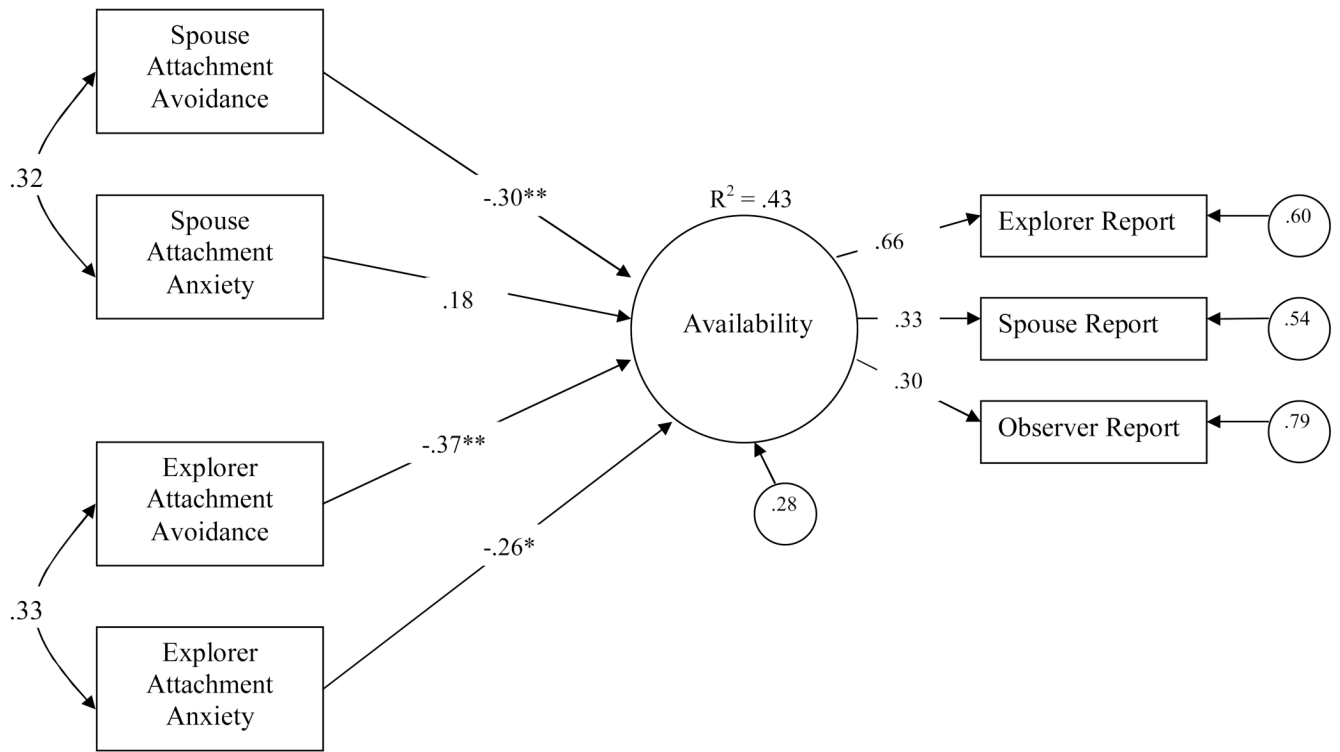 Spouse
Attachment
Avoidance
.32
-.30**
Spouse
Attachment
Anxiety
.18
Explorer
Attachment
Avoidance
-.37**
.33
-.26*
Explorer
Attachment
Anxiety
R² = .43
Availability
.28
.66
Explorer Report
.60
.33
Spouse Report
.54
.30
Observer Report
.79